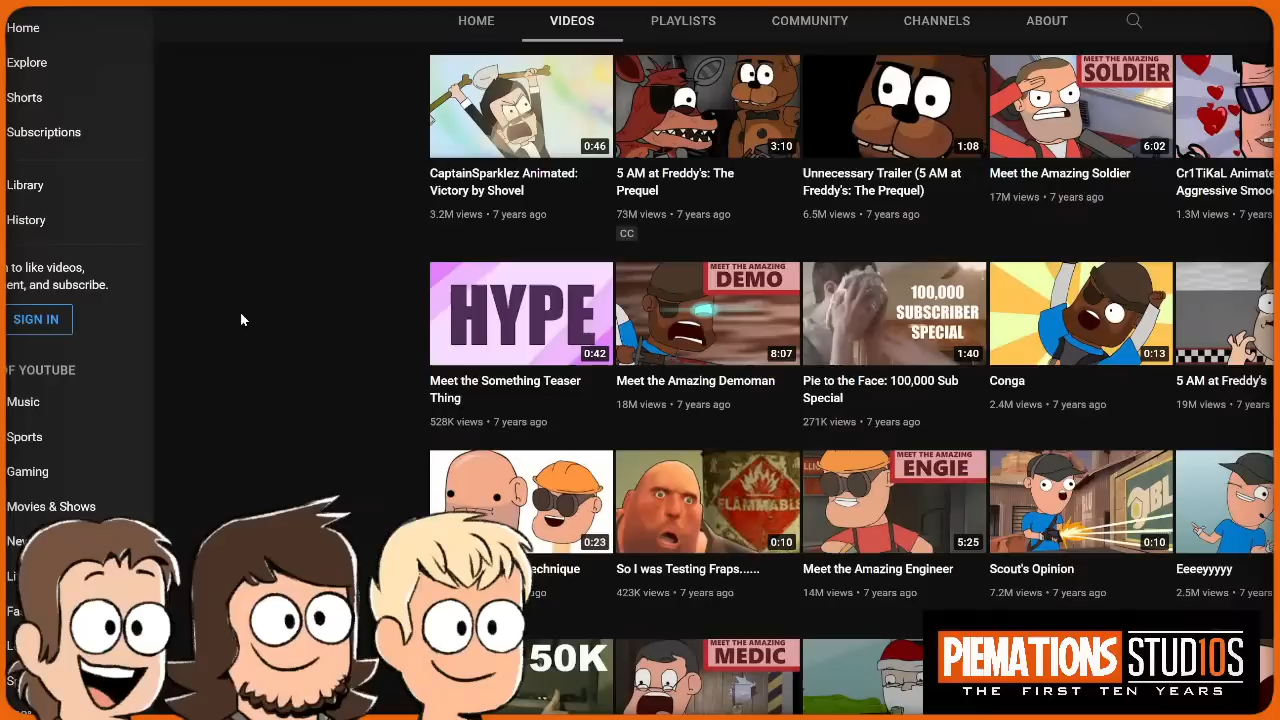 HOME
VIDEOS
PLAYLISTS
COMMUNITY
CHANNELS
ABOUT
Home
Explore
Shorts
Subscriptions
Library
History
n to like videos,
ent, and subscribe.
SIGN IN
OF YOUTUBE
Music
Sports
Gaming
Movies & Shows
Ne
Li
Fa
L
Sp
0:46
3:10
1:08
MEET THE AMAZING
SOLDIER
6:02
CaptainSparklez Animated:
Victory by Shovel
3.2M views • 7 years ago
5 AM at Freddy's: The
Prequel
73M views • 7 years ago
CC
Unnecessary Trailer (5 AM at
Freddy's: The Prequel)
6.5M views • 7 years ago
Meet the Amazing Soldier
17M views • 7 years ago
Cr1TiKaL Animate
Aggressive Smoo
1.3M views • 7 years
HYPE
0:42
MEET THE AMAZING
DEMO
8:07
100,000
SUBSCRIBER
SPECIAL
1:40
0:13
Meet the Something Teaser
Thing
528K views • 7 years ago
Meet the Amazing Demoman
18M views • 7 years ago
Pie to the Face: 100,000 Sub
Special
271K views • 7 years ago
Conga
2.4M views • 7 years ago
5 AM at Freddy's
19M views • 7 years
0:23
FLAMMABLE
0:10
MEET THE AMAZING
ENGIE
5:25
0:10
echnique
ago
So I was Testing Fraps......
423K views • 7 years ago
Meet the Amazing Engineer
14M views • 7 years ago
Scout's Opinion
7.2M views • 7 years ago
Eeeeyyyyy
2.5M views • 7 years
50K
MEET THE AMAZING
MEDIC
PIEMATIONS STUD10S
THE FIRST TEN YEARS